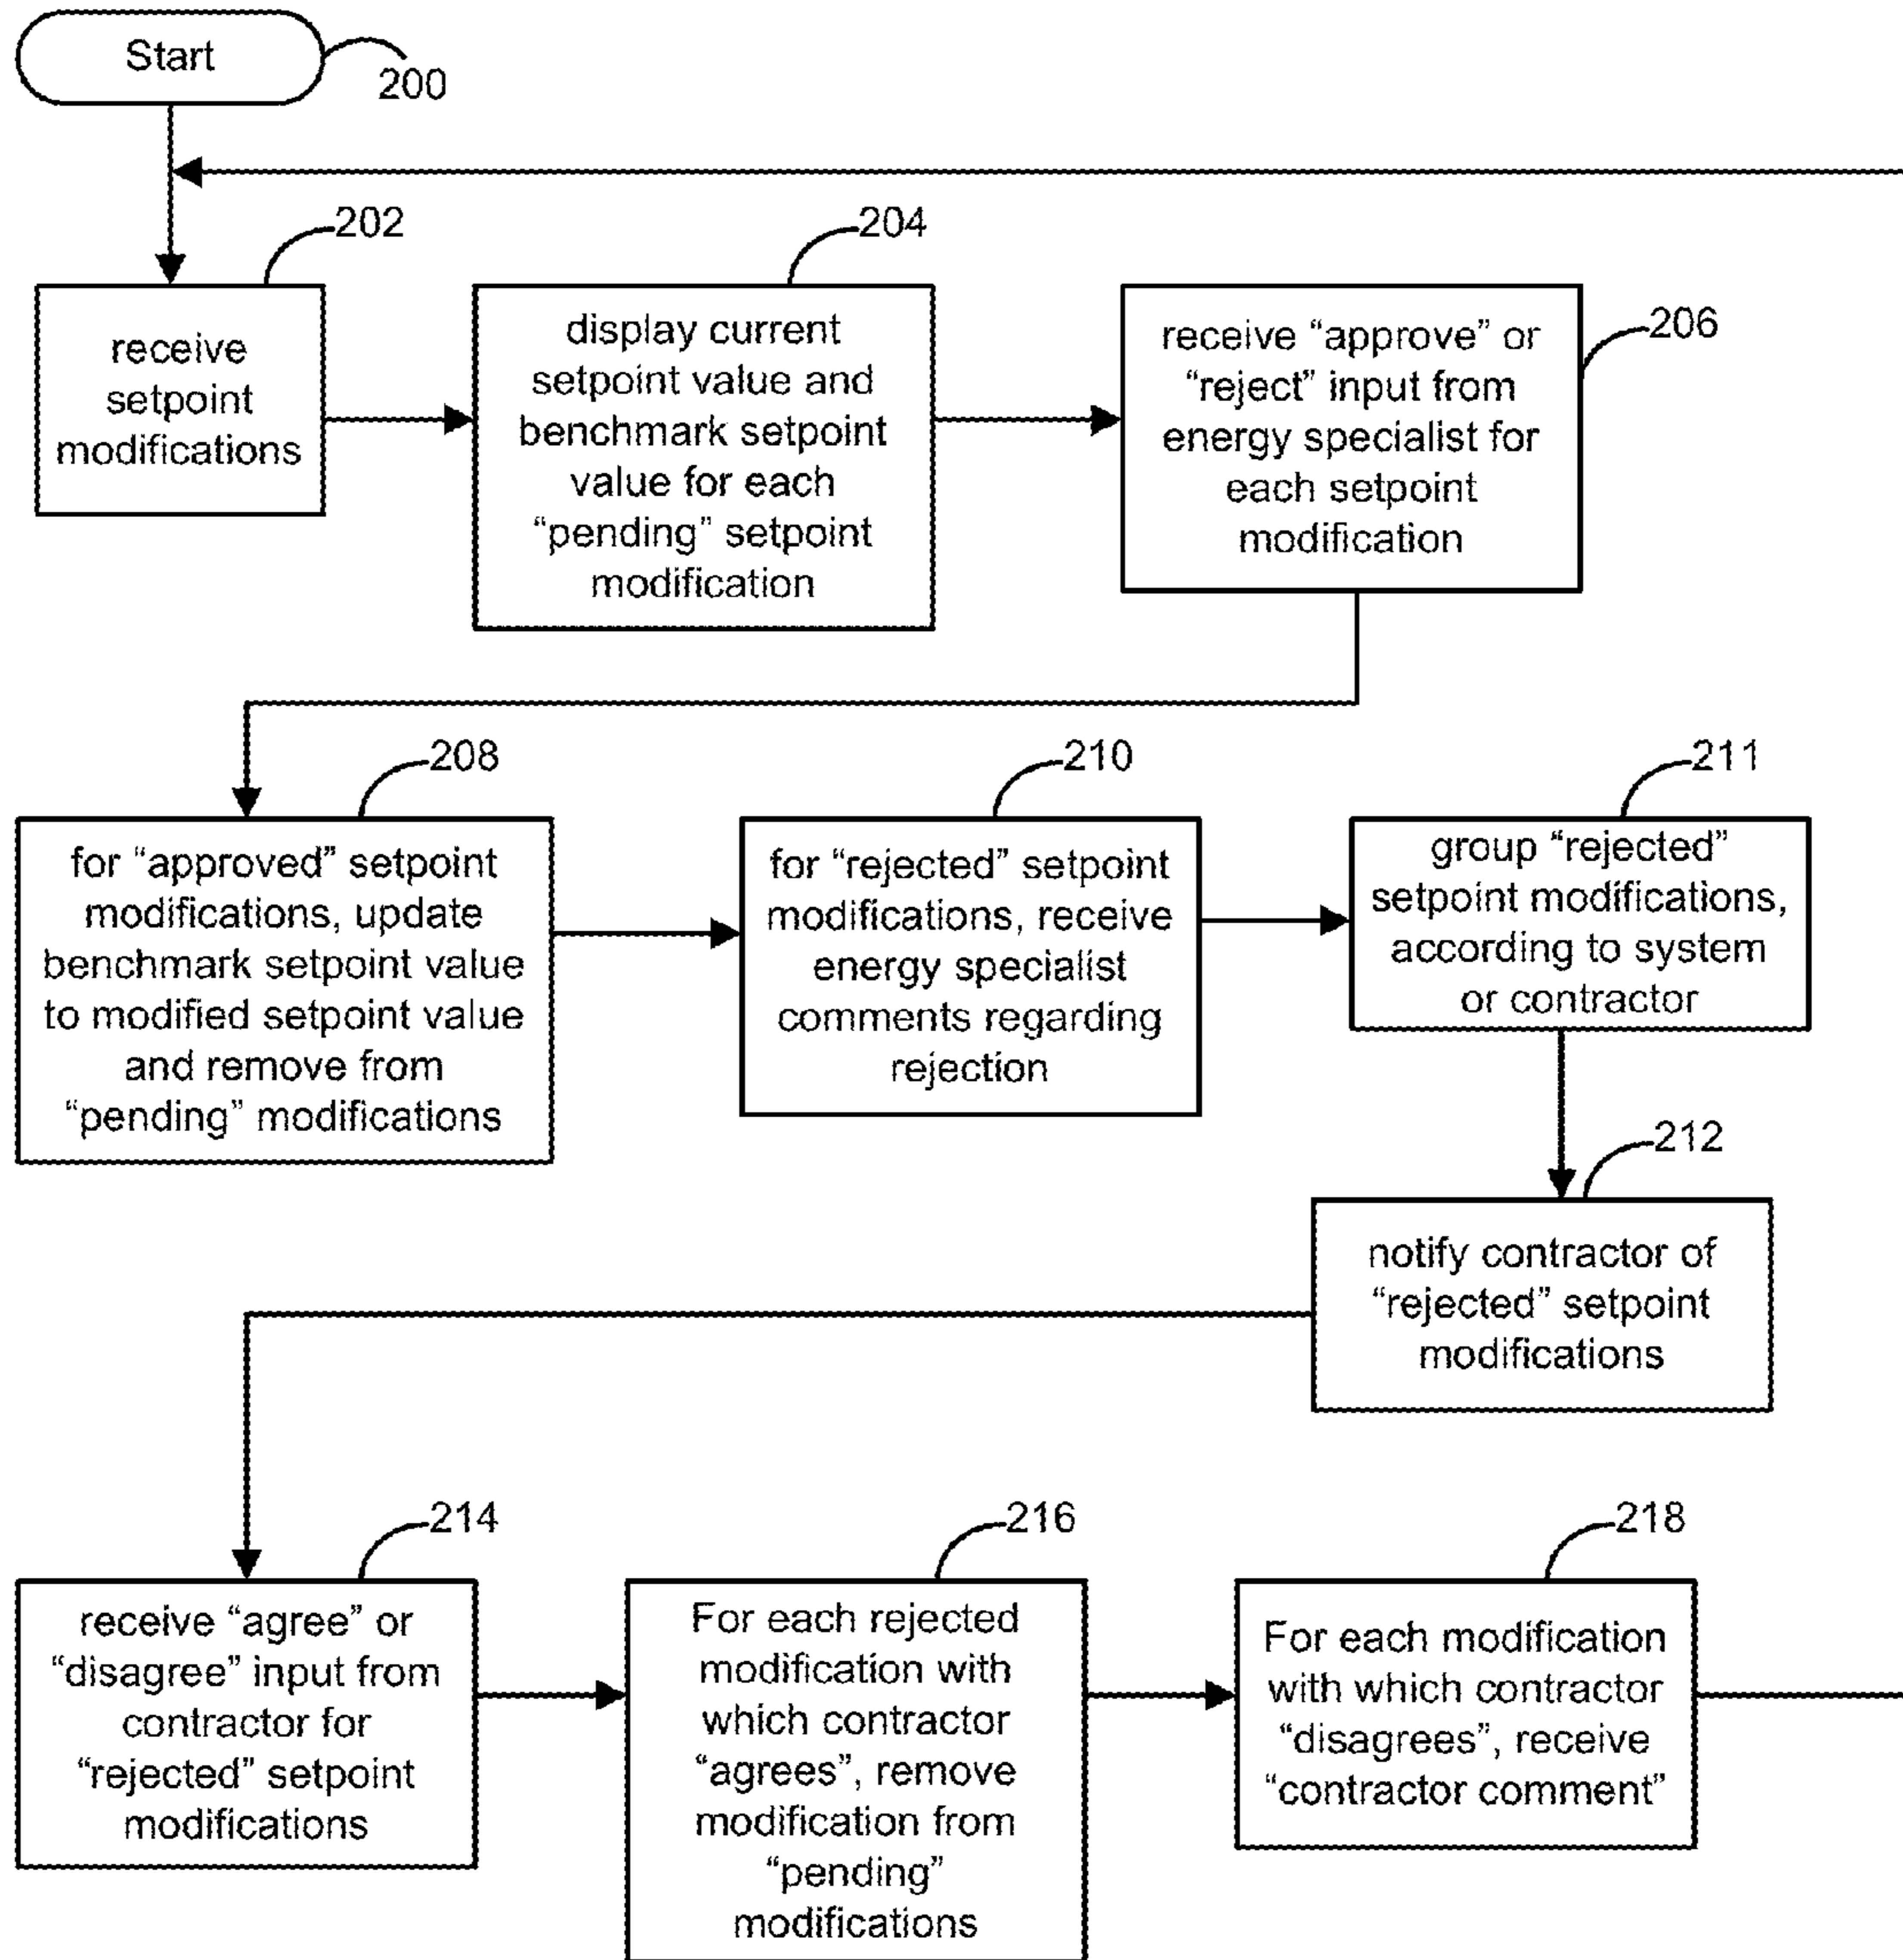 Start
200
202
receive
setpoint
modifications
204
display current
setpoint value and
benchmark setpoint
value for each
“pending” setpoint
modification
206
receive “approve” or
“reject” input from
energy specialist for
each setpoint
modification
208
for “approved” setpoint
modifications, update
benchmark setpoint value
to modified setpoint value
and remove from
“pending” modifications
210
for “rejected” setpoint
modifications, receive
energy specialist
comments regarding
rejection
211
group “rejected”
setpoint modifications,
according to system
or contractor
212
notify contractor of
“rejected” setpoint
modifications
214
receive “agree” or
“disagree” input from
contractor for
“rejected” setpoint
modifications
216
For each rejected
modification with
which contractor
“agrees”, remove
modification from
“pending”
modifications
218
For each modification
with which contractor
“disagrees”, receive
“contractor comment”